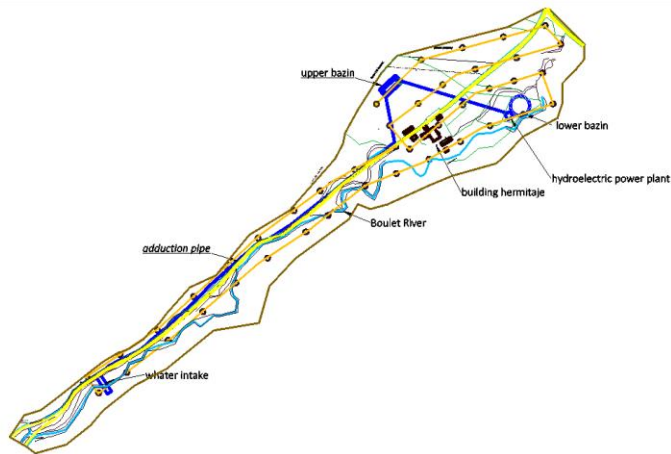 upper bazin
lower bazin
hydroelectric power plant
building hermitaje
Boulet River
adduction pipe
whater intake